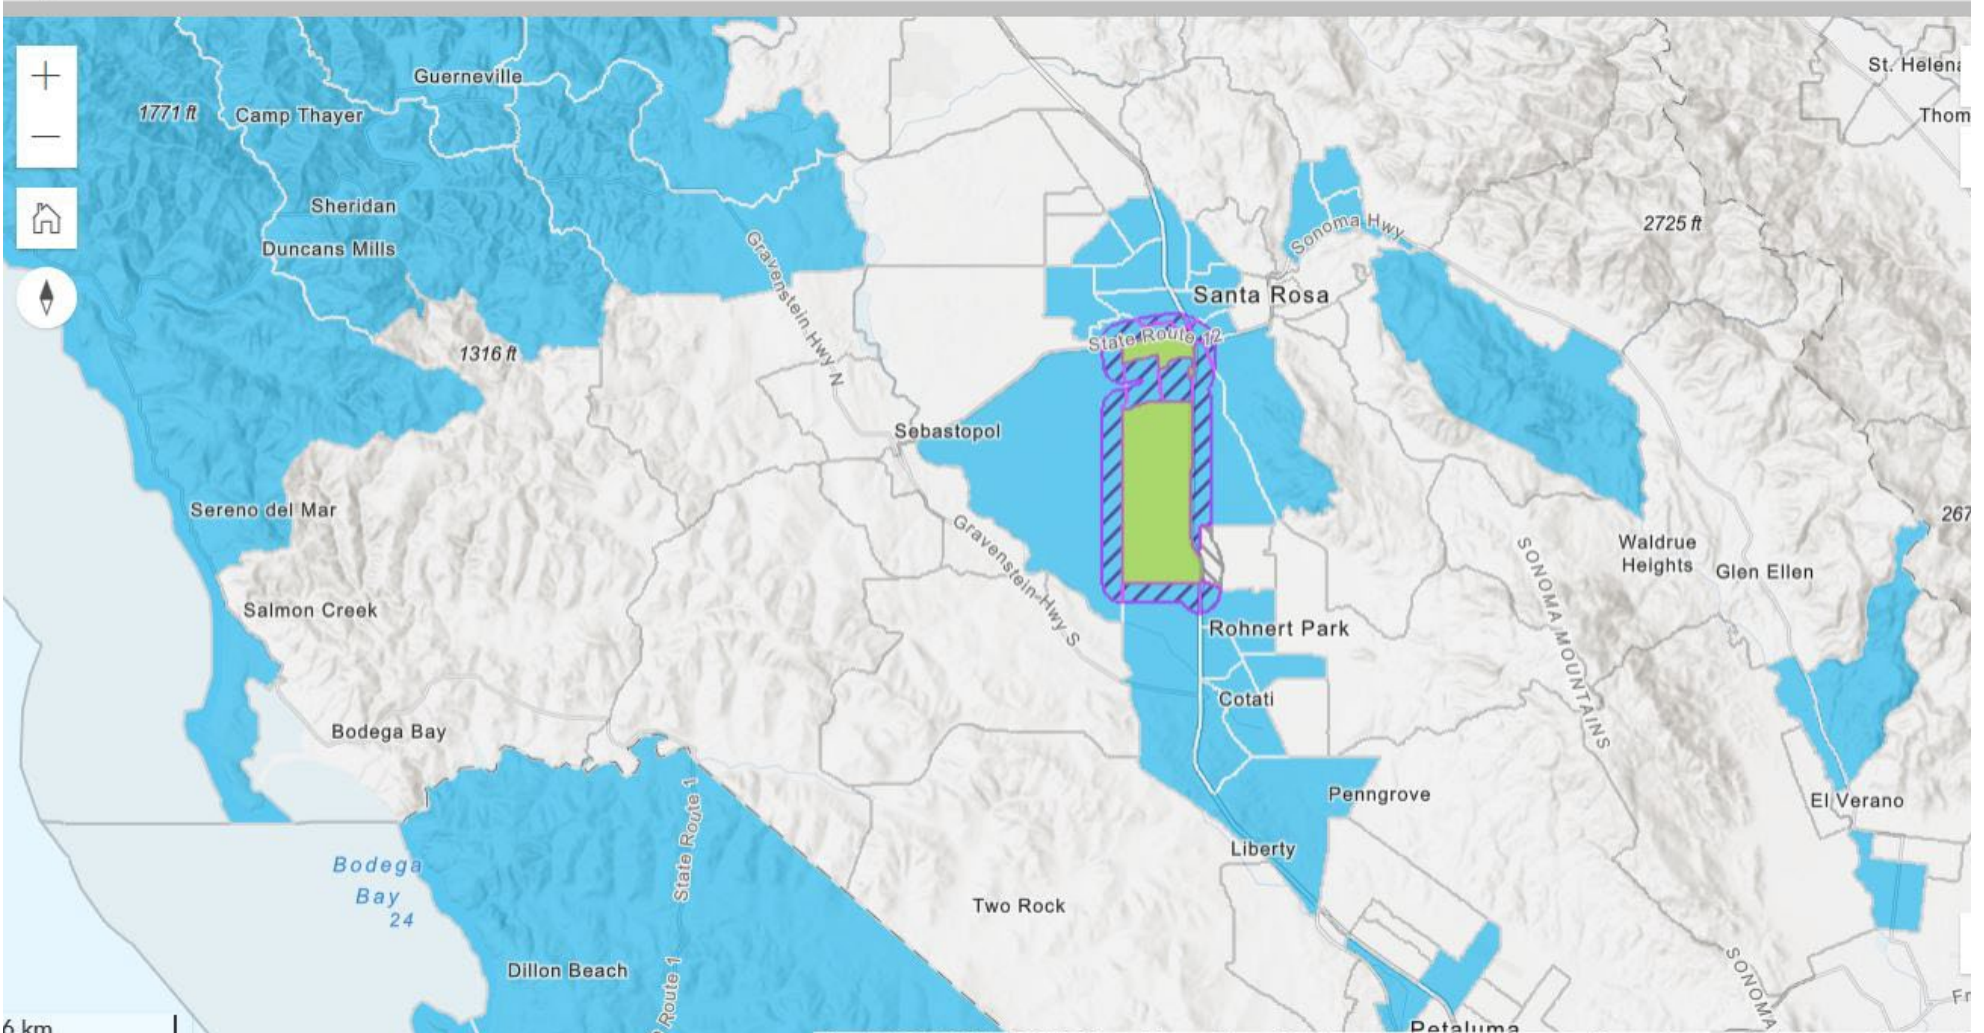 St. Helena
Guerneville
1771 ft
Camp Thayer
Thom
Sheridan
Sonoma Hwy
2725 ft
Duncans Mills
Gravenstein Hwy N
Santa Rosa
State Route 12
1316 ft
Sebastopol
Sereno del Mar
267
Gravenstein Hwy S
SONOMA MOUNTAINS
Waldrue
Heights
Glen Ellen
Salmon Creek
Rohnert Park
Cotati
Bodega Bay
State Route 1
Penngrove
El Verano
Liberty
Bodega
Bay
24
Two Rock
Dillon Beach
Route 1
SONOMA
Fr
6 km
Petaluma